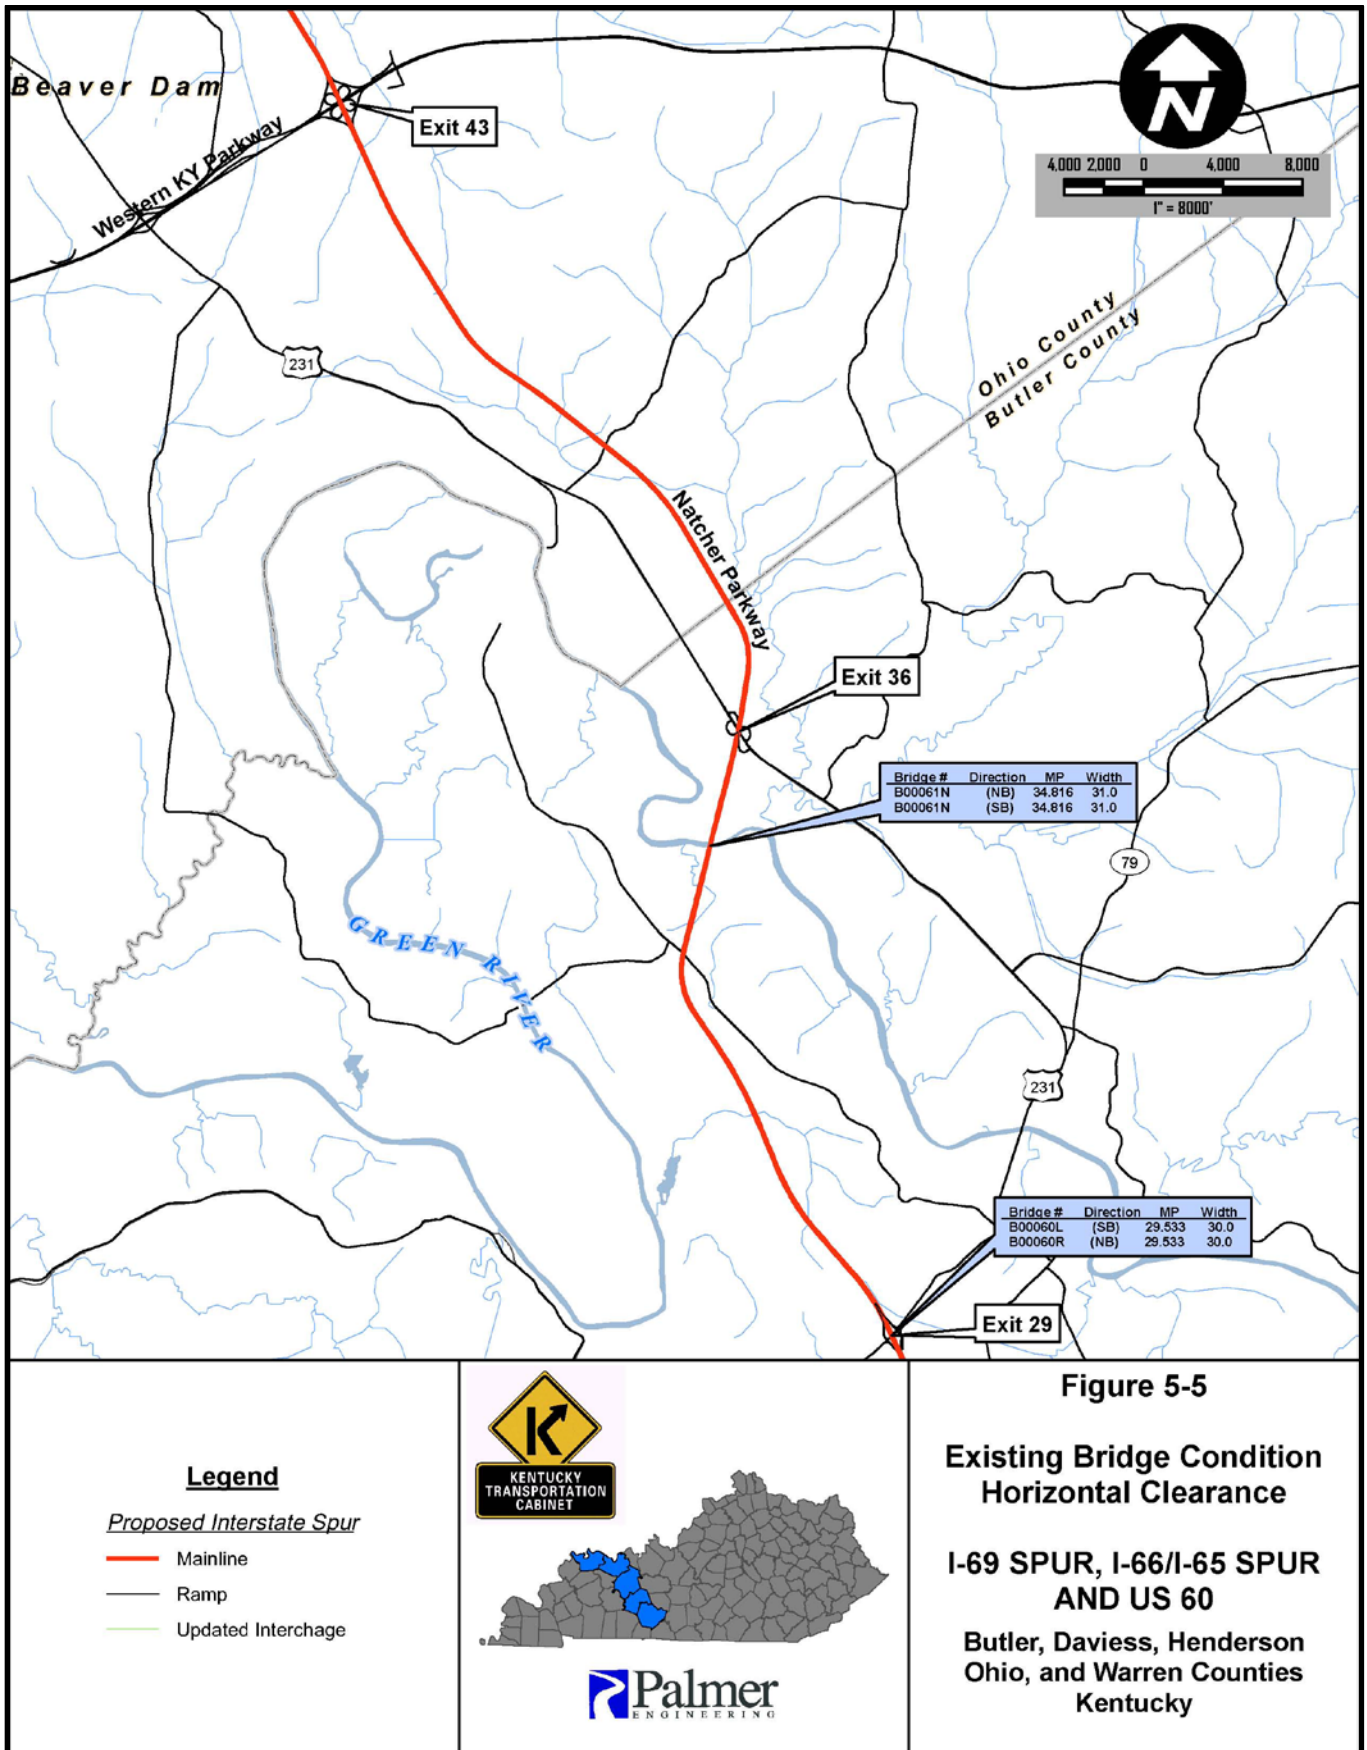 Beaver Dam
Exit 43
Western KY Parkway
N
4,000 2,000 0 4,000 8,000
1" = 8000'
231
Ohio County
Butler County
Natcher Parkway
Exit 36
Bridge # Direction MP Width
B00061N (NB) 34.816 31.0
B00061N (SB) 34.816 31.0
79
GREEN RIVER
231
Bridge # Direction MP Width
B00060L (SB) 29.533 30.0
B00060R (NB) 29.533 30.0
Exit 29
Legend
Proposed Interstate Spur
Mainline
Ramp
Updated Interchage
K
KENTUCKY
TRANSPORTATION
CABINET
Palmer
ENGINEERING
Figure 5-5
Existing Bridge Condition
Horizontal Clearance
I-69 SPUR, I-66/I-65 SPUR
AND US 60
Butler, Daviess, Henderson
Ohio, and Warren Counties
Kentucky